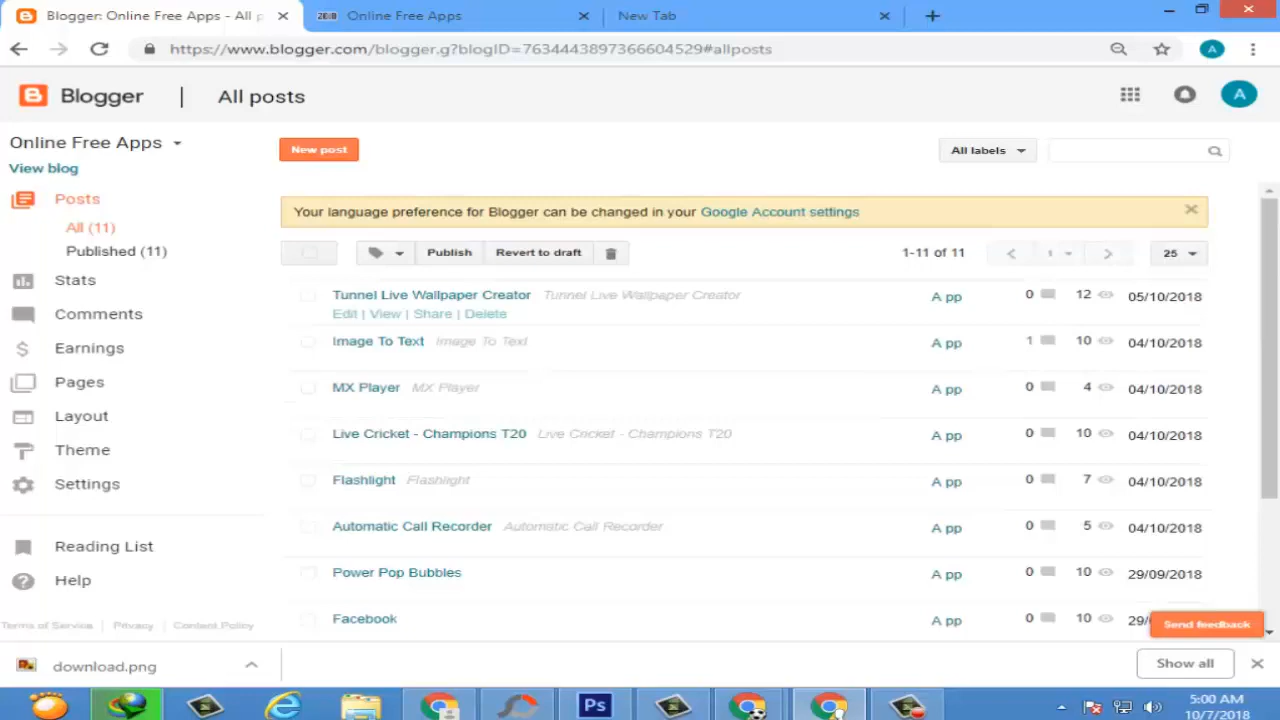 Blogger: Online Free Apps - All p
Online Free Apps
New Tab
https://www.blogger.com/blogger.g?blogID=7634443897366604529#allposts
A
Blogger | All posts
A
Online Free Apps
View blog
New post
All labels
Posts
All (11)
Published (11)
Stats
Comments
Earnings
Pages
Layout
Theme
Settings
Reading List
Help
Terms of Service | Privacy | Content Policy
Your language preference for Blogger can be changed in your Google Account settings
Publish
Revert to draft
1-11 of 11
1
25
Tunnel Live Wallpaper Creator Tunnel Live Wallpaper Creator A pp 0 12 05/10/2018
Edit | View | Share | Delete
Image To Text Image To Text A pp 1 10 04/10/2018
MX Player MX Player A pp 0 4 04/10/2018
Live Cricket - Champions T20 Live Cricket - Champions T20 A pp 0 10 04/10/2018
Flashlight Flashlight A pp 0 7 04/10/2018
Automatic Call Recorder Automatic Call Recorder A pp 0 5 04/10/2018
Power Pop Bubbles A pp 0 10 29/09/2018
Facebook A pp 0 10 29/
Send feedback
download.png
Show all
Ps
5:00 AM
10/7/2018